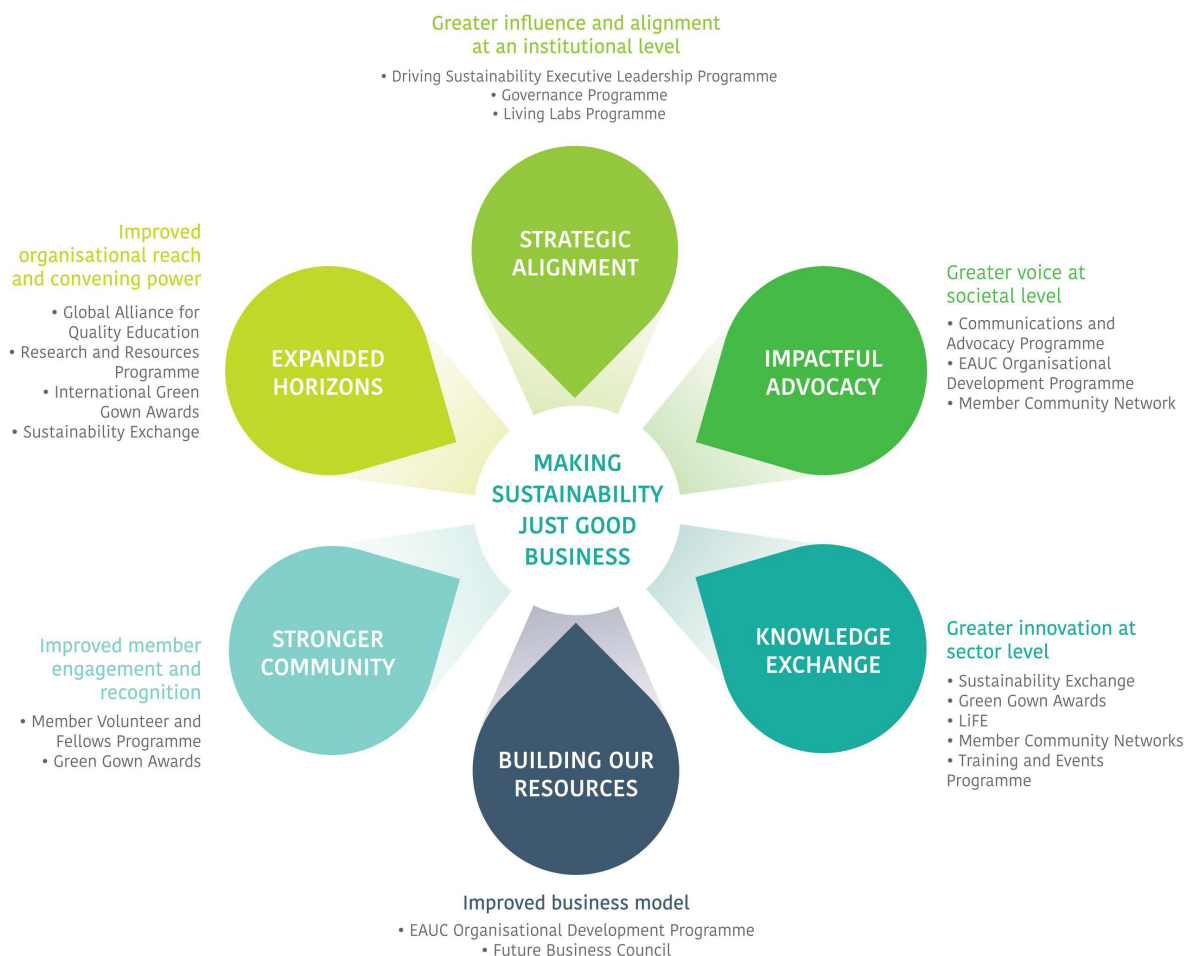 Greater influence and alignment
at an institutional level
• Driving Sustainability Executive Leadership Programme
• Governance Programme
• Living Labs Programme
STRATEGIC
ALIGNMENT
Improved
organisational reach
and convening power
• Global Alliance for
Quality Education
• Research and Resources
Programme
• International Green
Gown Awards
• Sustainability Exchange
EXPANDED
HORIZONS
IMPACTFUL
ADVOCACY
Greater voice at
societal level
• Communications and
Advocacy Programme
• EAUC Organisational
Development Programme
• Member Community Network
MAKING
SUSTAINABILITY
JUST GOOD
BUSINESS
Improved member
engagement and
recognition
• Member Volunteer and
Fellows Programme
• Green Gown Awards
STRONGER
COMMUNITY
KNOWLEDGE
EXCHANGE
Greater innovation at
sector level
• Sustainability Exchange
• Green Gown Awards
• LiFE
• Member Community Networks
• Training and Events
Programme
BUILDING OUR
RESOURCES
Improved business model
• EAUC Organisational Development Programme
• Future Business Council